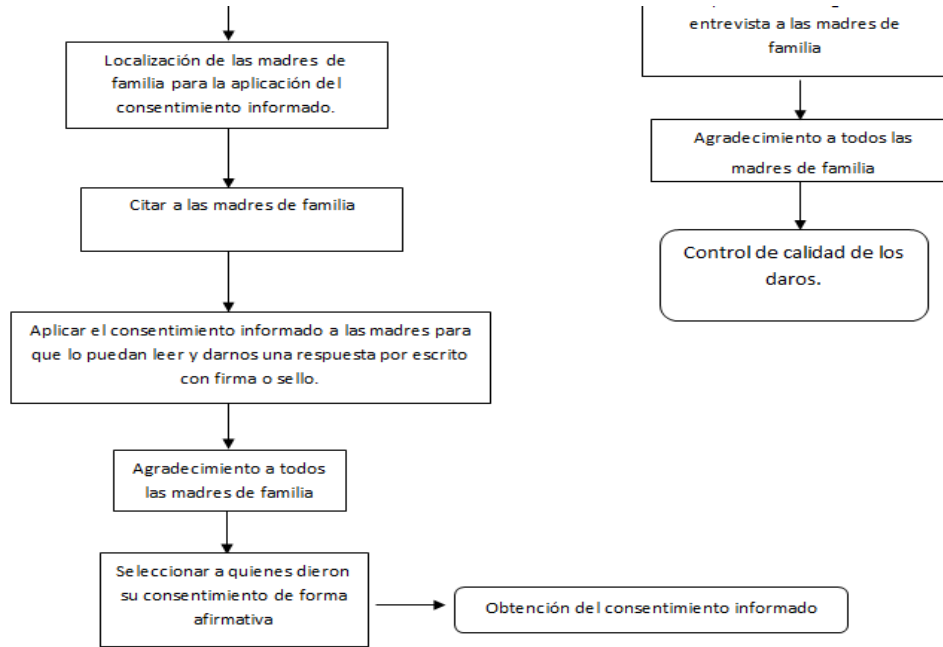 Localización de las madres de
familia para la aplicación del
consentimiento informado.
Citar a las madres de familia
Aplicar el consentimiento informado a las madres para
que lo puedan leer y darnos una respuesta por escrito
con firma o sello.
Agradecimiento a todos
las madres de familia
Seleccionar a quienes dieron
su consentimiento de forma
afirmativa
Obtención del consentimiento informado
entrevista a las madres de
familia
Agradecimiento a todos las
madres de familia
Control de calidad de los
daros.